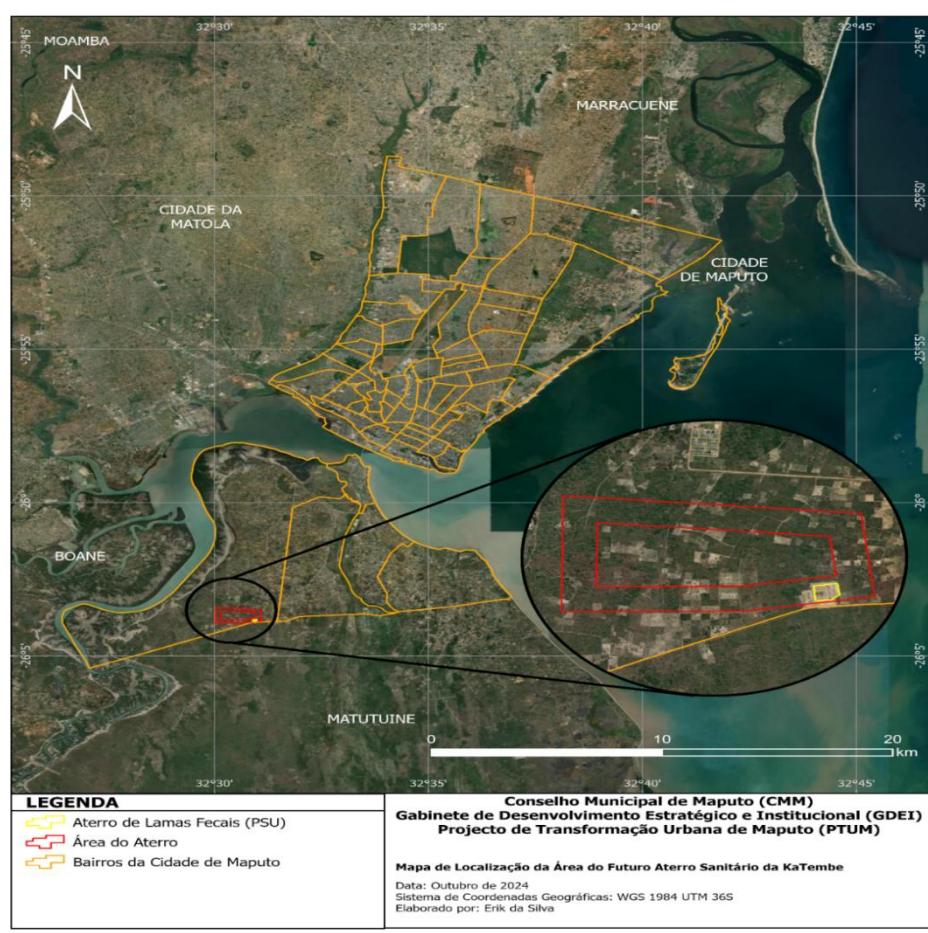 32°30'
32°35'
32°40'
32°45'
-25°45'
-25°45'
MOAMBA
N
MARRACUENE
-25°50'
-25°50'
CIDADE DA
MATOLA
CIDADE
DE MAPUTO
-25°55'
-25°55'
-26°
-26°
BOANE
-26°5'
-26°5'
MATUTUINE
0
10
20
km
32°30'
32°35'
32°40'
32°45'
LEGENDA
Aterro de Lamas Fecais (PSU)
Área do Aterro
Bairros da Cidade de Maputo
Conselho Municipal de Maputo (CMM)
Gabinete de Desenvolvimento Estratégico e Institucional (GDEI)
Projecto de Transformação Urbana de Maputo (PTUM)
Mapa de Localização da Área do Futuro Aterro Sanitário da KaTembe
Data: Outubro de 2024
Sistema de Coordenadas Geográficas: WGS 1984 UTM 36S
Elaborado por: Erik da Silva